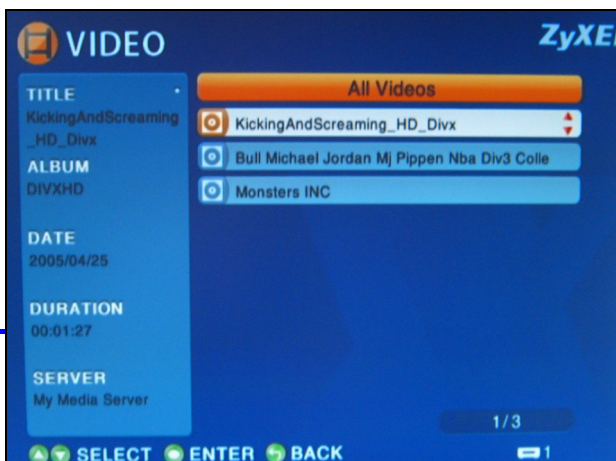 VIDEO
ZyXE
TITLE
KickingAndScreaming
_HD_Divx
ALBUM
DIVXHD
DATE
2005/04/25
DURATION
00:01:27
SERVER
My Media Server
All Videos
KickingAndScreaming_HD_Divx
Bull Michael Jordan Mj Pippen Nba Div3 Colle
Monsters INC
1/3
SELECT ENTER BACK
1